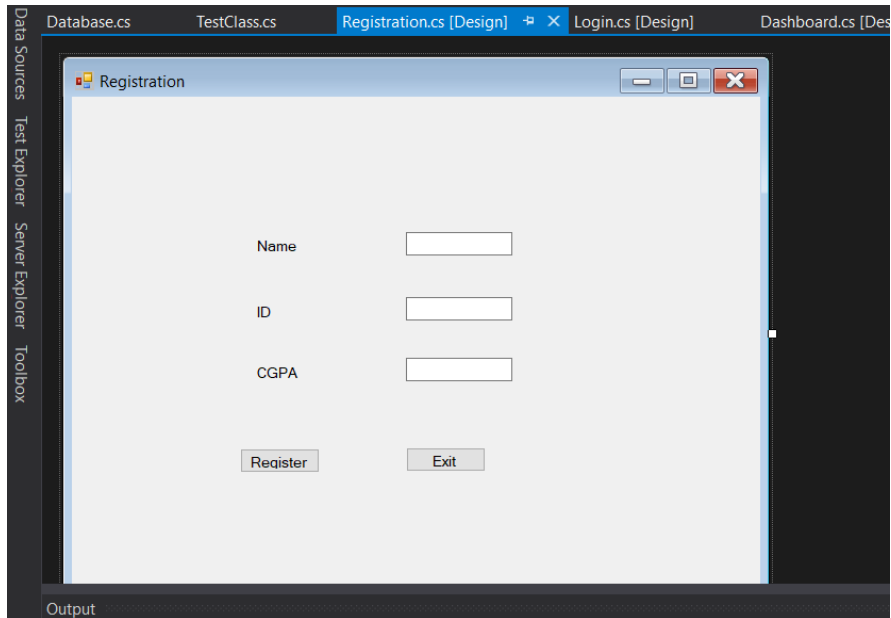 Database.cs TestClass.cs Registration.cs [Design] Login.cs [Design] Dashboard.cs [Des
Data Sources
Test Explorer
Server Explorer
Toolbox
Registration
Name
ID
CGPA
Register Exit
Output